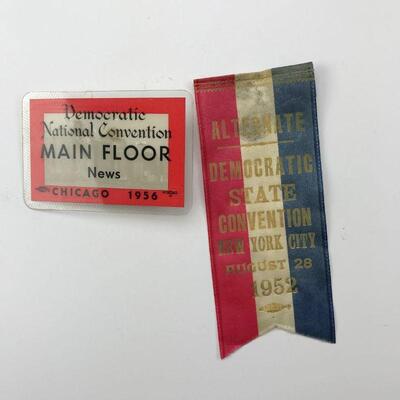 Democratic
National Convention
MAIN FLOOR
News
CHICAGO 1956
ALTERNATE
DEMOCRATIC
STATE
CONVENTION
NEW YORK CITY
AUGUST 28
1952